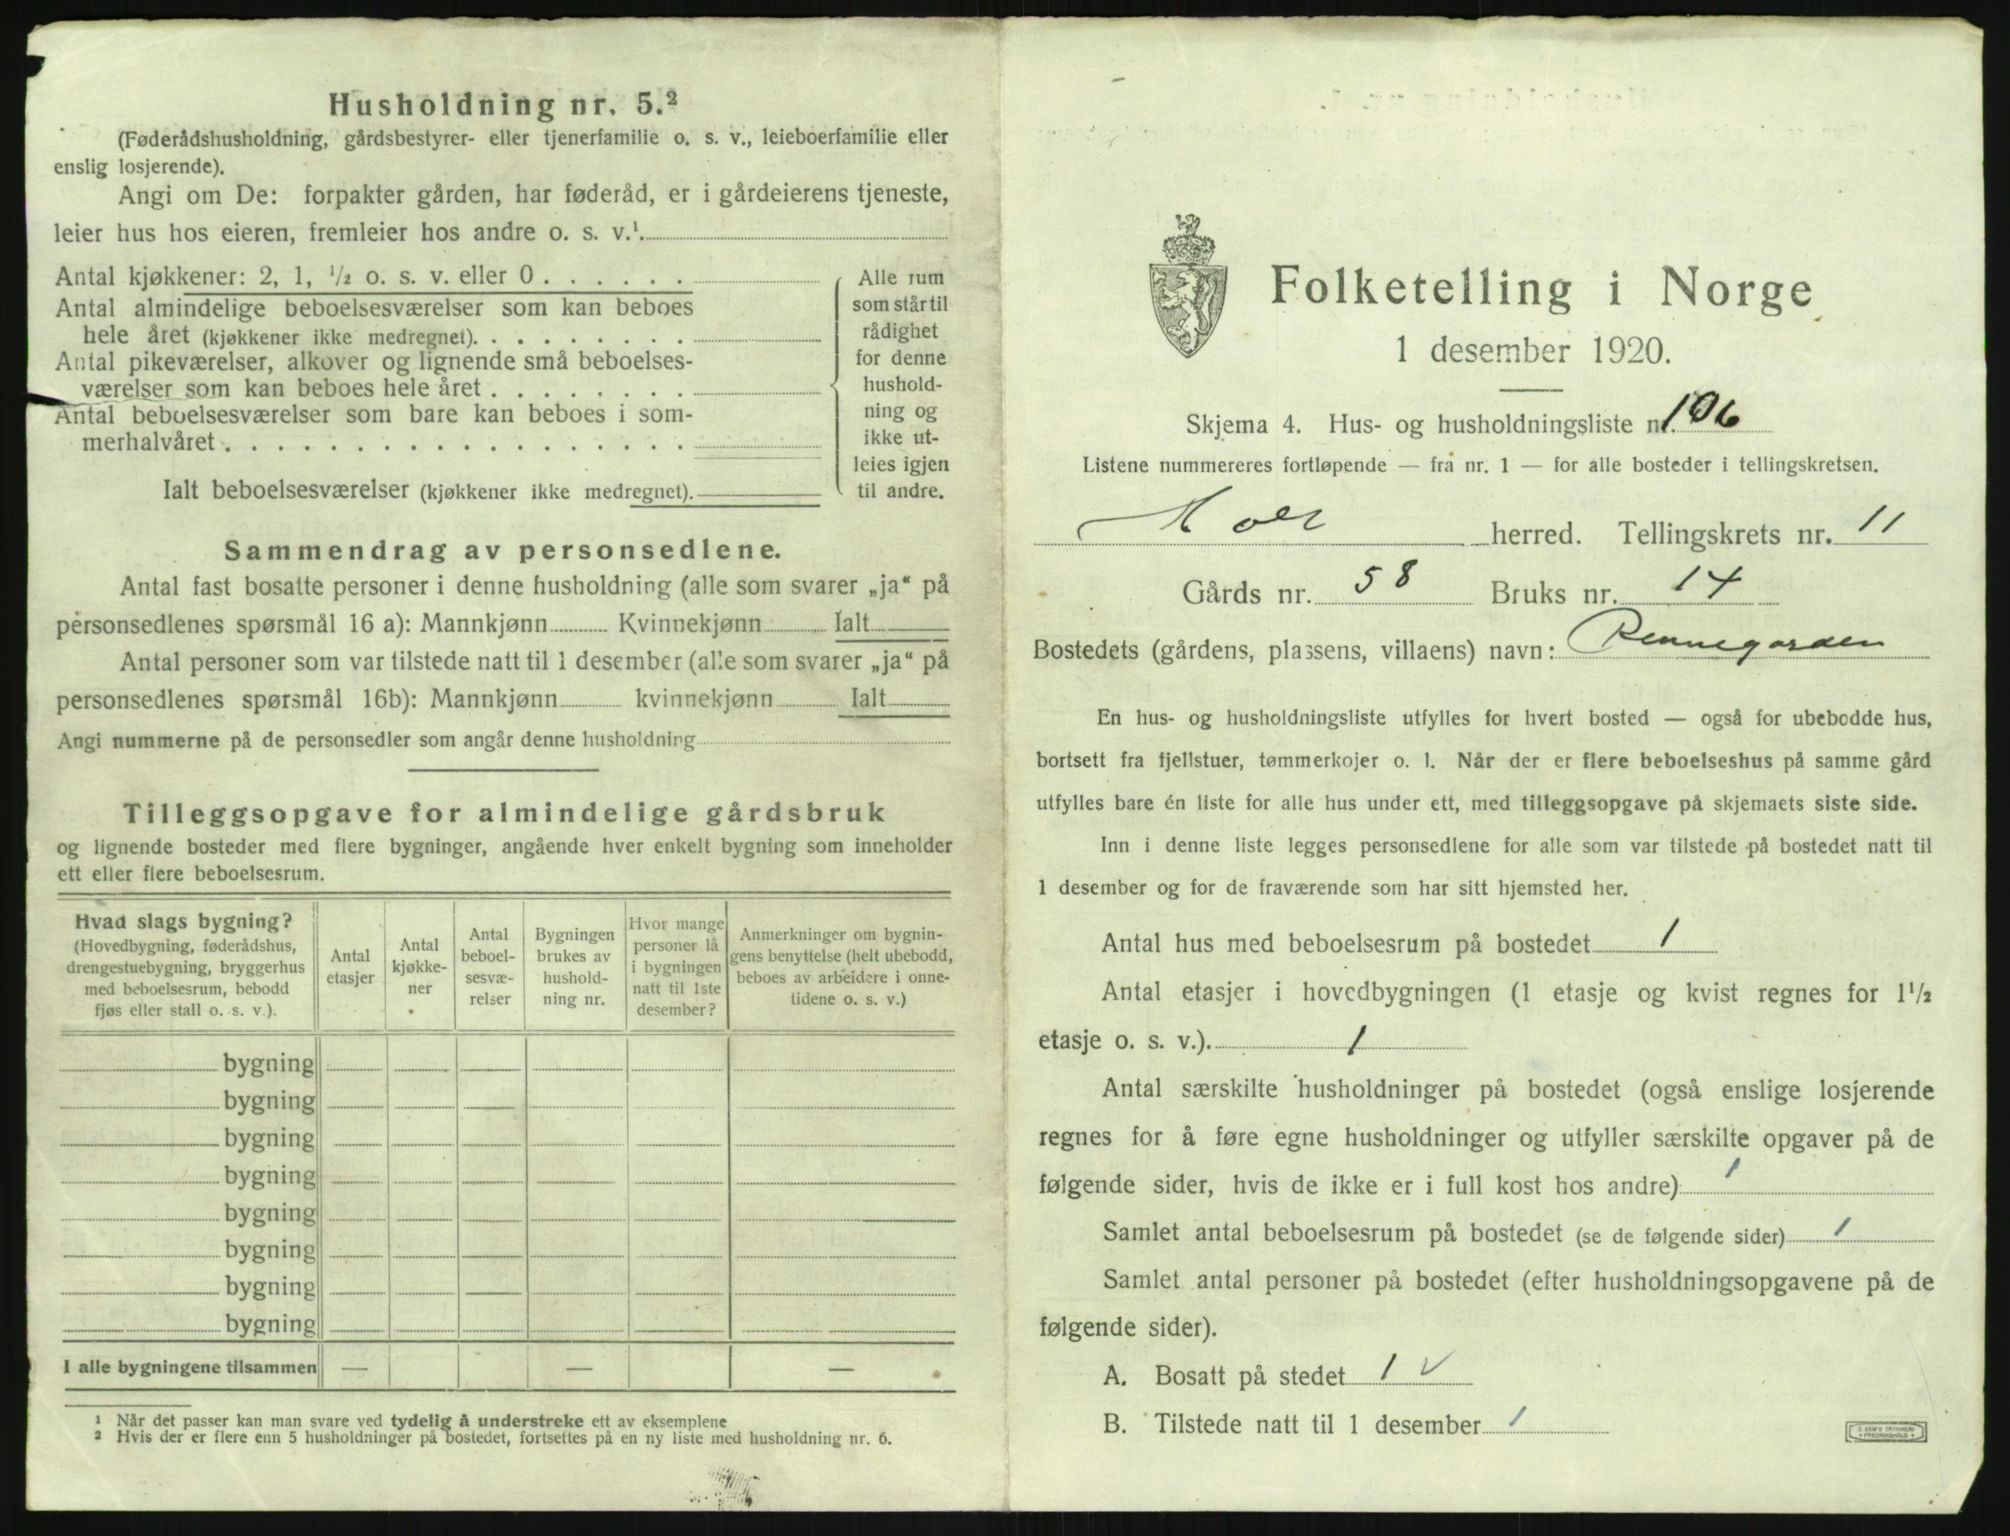 Husholdning nr. 5.²
(Føderådshusholdning, gårdsbestyrer- eller tjenerfamilie o. s. v., leieboerfamilie eller
enslig losjerende).
Angi om De: forpakter gården, har føderåd, er i gårdeierens tjeneste,
leier hus hos eieren, fremleier hos andre o. s. v.¹.
Antal kjøkkener: 2, 1, ¹/₂ o. s. v. eller 0 . . . . . .
Antal almindelige beboelsesværelser som kan beboes
hele året (kjøkkener ikke medregnet). . . . . . . . .
Antal pikeværelser, alkover og lignende små beboelses-
værelser som kan beboes hele året . . . . . . . .
Antal beboelsesværelser som bare kan beboes i som-
merhalvåret . . . . . . . . . . . . . . . . . .
Ialt beboelsesværelser (kjøkkener ikke medregnet).
Alle rum
som står til
rådighet
for denne
hushold-
ning og
ikke ut-
leies igjen
til andre.
Sammendrag av personsedlene.
Antal fast bosatte personer i denne husholdning (alle som svarer „ja“ på
personsedlenes spørsmål 16 a): Mannkjønn Kvinnekjønn Ialt
Antal personer som var tilstede natt til 1 desember (alle som svarer „ja“ på
personsedlenes spørsmål 16b): Mannkjønn kvinnekjønn Ialt
Angi nummerne på de personsedler som angår denne husholdning
Tilleggsopgave for almindelige gårdsbruk
og lignende bosteder med flere bygninger, angående hver enkelt bygning som inneholder
ett eller flere beboelsesrum.
Hvad slags bygning?
(Hovedbygning, føderådshus,
drengestuebygning, bryggerhus
med beboelsesrum, bebodd
fjøs eller stall o. s. v.).
Antal
etasjer
Antal
kjøkke-
ner
Antal
beboel-
sesvæ-
relser
Bygningen
brukes av
hushold-
ning nr.
Hvor mange
personer lå
i bygningen
natt til 1ste
desember?
Anmerkninger om bygnin-
gens benyttelse (helt ubebodd,
beboes av arbeidere i onne-
tidene o. s. v.)
bygning
bygning
bygning
bygning
bygning
bygning
bygning
bygning
I alle bygningene tilsammen — — —
¹ Når det passer kan man svare ved tydelig å understreke ett av eksemplene
² Hvis der er flere enn 5 husholdninger på bostedet, fortsettes på en ny liste med husholdning nr. 6.
Folketelling i Norge
1 desember 1920.
Skjema 4. Hus- og husholdningsliste nr. 106
Listene nummereres fortløpende — fra nr. 1 — for alle bosteder i tellingskretsen.
herred. Tellingskrets nr. 11
Gårds nr. 58 Bruks nr. 14
Bostedets (gårdens, plassens, villaens) navn: Rennegarden
En hus- og husholdningsliste utfylles for hvert bosted — også for ubebodde hus,
bortsett fra fjellstuer, tømmerkojer o. l. Når der er flere beboelseshus på samme gård
utfylles bare én liste for alle hus under ett, med tilleggsopgave på skjemaets siste side.
Inn i denne liste legges personsedlene for alle som var tilstede på bostedet natt til
1 desember og for de fraværende som har sitt hjemsted her.
Antal hus med beboelsesrum på bostedet 1
Antal etasjer i hovedbygningen (1 etasje og kvist regnes for 1¹/₂
etasje o. s. v.). 1
Antal særskilte husholdninger på bostedet (også enslige losjerende
regnes for å føre egne husholdninger og utfyller særskilte opgaver på de
følgende sider, hvis de ikke er i full kost hos andre) 1
Samlet antal beboelsesrum på bostedet (se de følgende sider) 1
Samlet antal personer på bostedet (efter husholdningsopgavene på de
følgende sider).
A. Bosatt på stedet 1 ✓
B. Tilstede natt til 1 desember 1